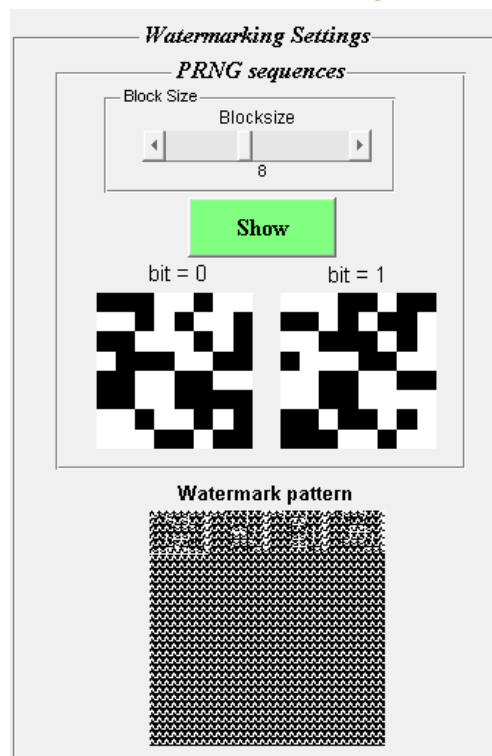 Watermarking Settings
PRNG sequences
Block Size
Blocksize
8
Show
bit = 0 bit = 1
Watermark pattern